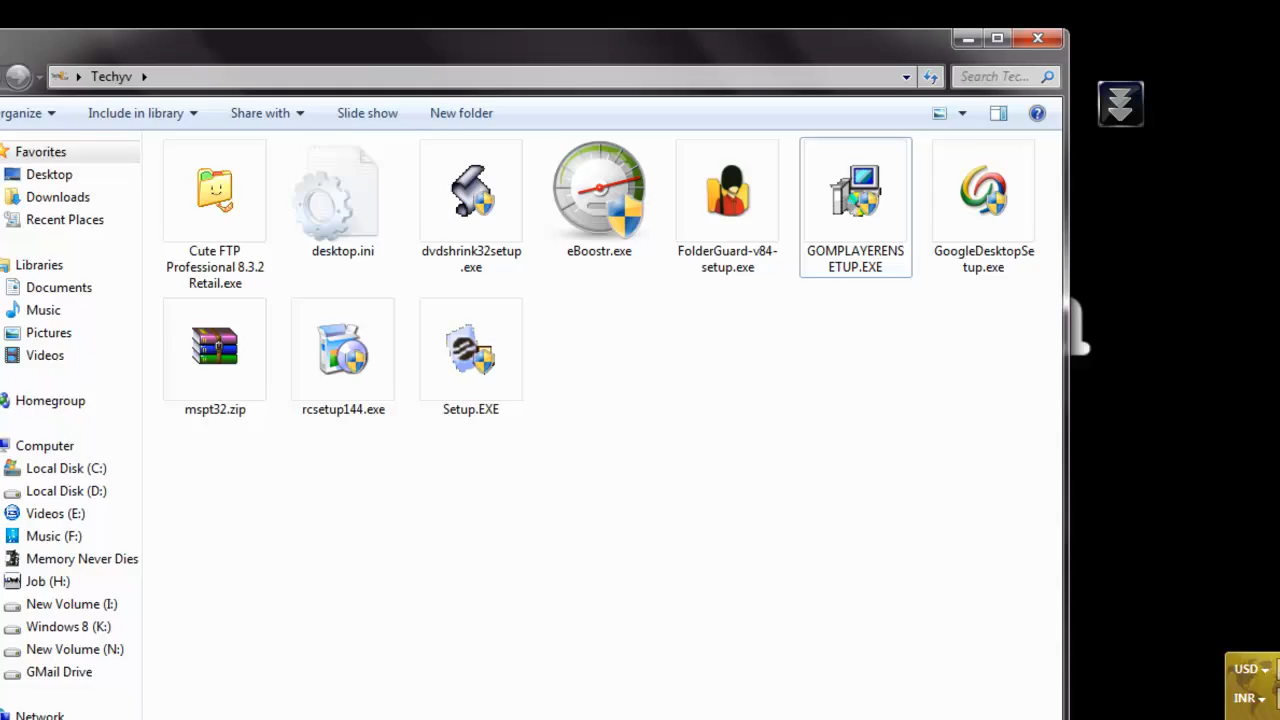 Techyv
Search Tec...
rganize
Include in library
Share with
Slide show
New folder
Favorites
Desktop
Downloads
Recent Places
Libraries
Documents
Music
Pictures
Videos
Homegroup
Computer
Local Disk (C:)
Local Disk (D:)
Videos (E:)
Music (F:)
Memory Never Dies
Job (H:)
New Volume (I:)
Windows 8 (K:)
New Volume (N:)
GMail Drive
Network
Cute FTP
Professional 8.3.2
Retail.exe
desktop.ini
dvdshrink32setup
.exe
eBoostr.exe
FolderGuard-v84-
setup.exe
GOMPLAYERENS
ETUP.EXE
GoogleDesktopSe
tup.exe
mspt32.zip
rcsetup144.exe
Setup.EXE
USD
INR